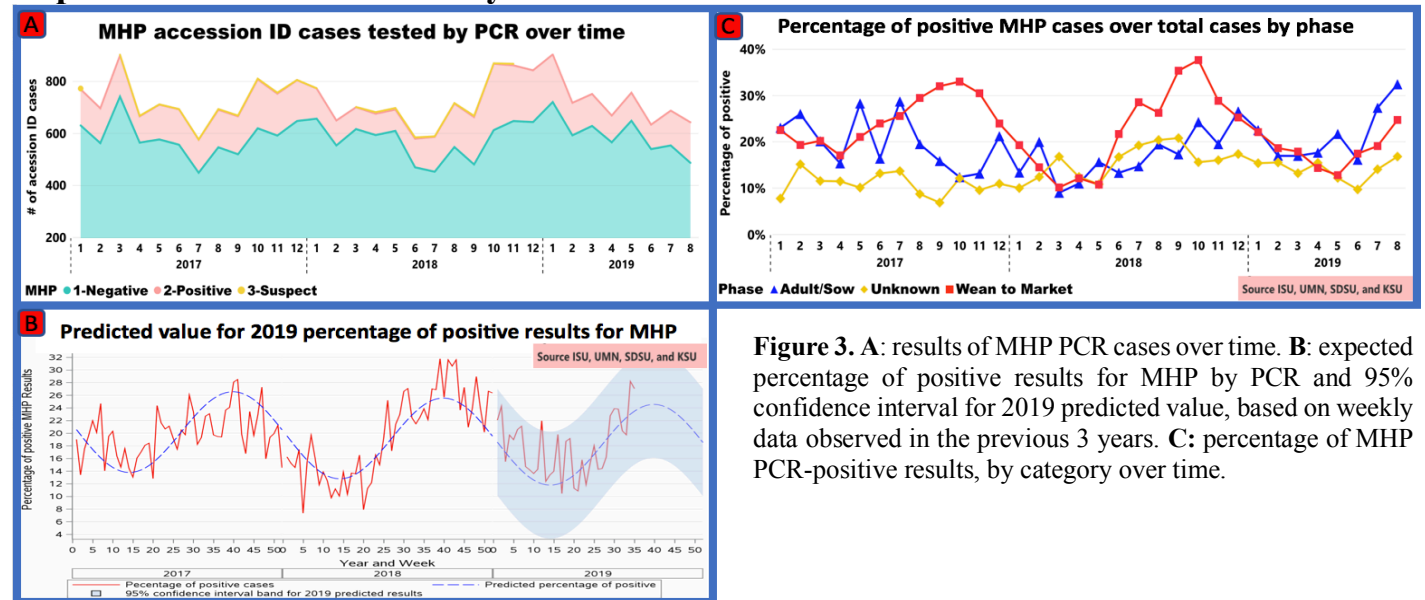 A
MHP accession ID cases tested by PCR over time
# of acession ID cases
800
600
400
200
1 2 3 4 5 6 7 8 9 10 11 12 1 2 3 4 5 6 7 8 9 10 11 12 1 2 3 4 5 6 7 8
2017 2018 2019
MHP 1-Negative 2-Positive 3-Suspect
C
Percentage of positive MHP cases over total cases by phase
Percentage of positive
40%
30%
20%
10%
0%
1 2 3 4 5 6 7 8 9 10 11 12 1 2 3 4 5 6 7 8 9 10 11 12 1 2 3 4 5 6 7 8
2017 2018 2019
Phase Adult/Sow Unknown Wean to Market
Source ISU, UMN, SDSU, and KSU
B
Predicted value for 2019 percentage of positive results for MHP
Source ISU, UMN, SDSU, and KSU
Percentage of positive MHP Results
32
30
28
26
24
22
20
18
16
14
12
10
8
6
4
0 5 10 15 20 25 30 35 40 45 50 0 5 10 15 20 25 30 35 40 45 50 0 5 10 15 20 25 30 35 40 45 50
Year and Week
2017 2018 2019
Pecentage of positive cases Predicted percentage of positive
95% confidence interval band for 2019 predicted results
Figure 3. A: results of MHP PCR cases over time. B: expected
percentage of positive results for MHP by PCR and 95%
confidence interval for 2019 predicted value, based on weekly
data observed in the previous 3 years. C: percentage of MHP
PCR-positive results, by category over time.